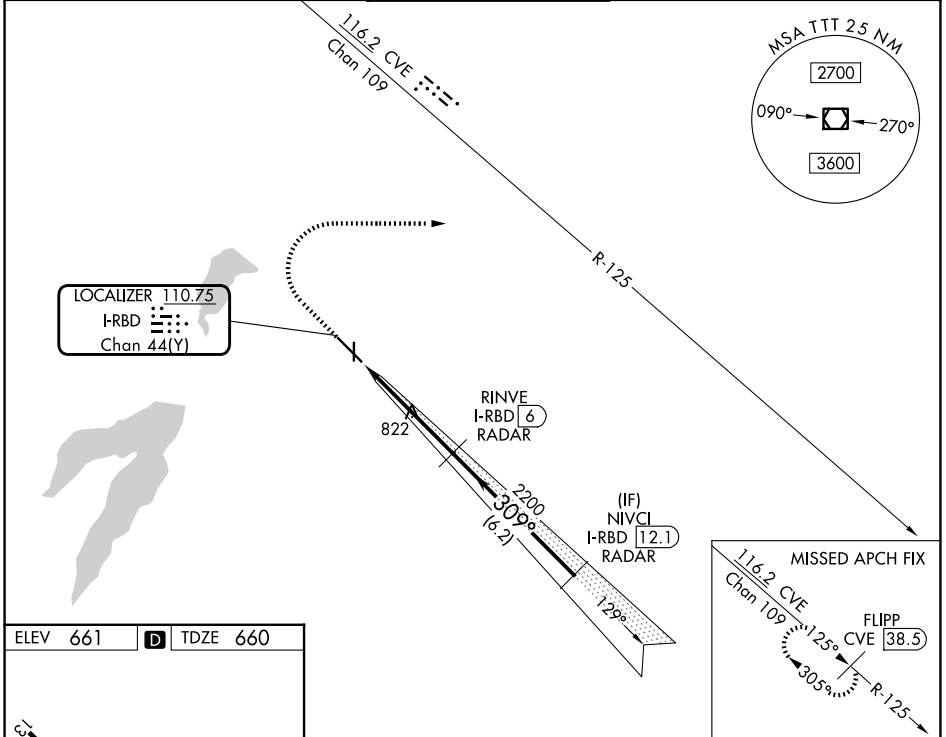 116.2 CVE
Chan 109
MSA TTT 25 NM
2700
090°
270°
3600
R-125
LOCALIZER 110.75
I-RBD
Chan 44(Y)
822
RINVE
I-RBD 6
RADAR
2200
309°
(6.2)
(IF)
NIVCI
I-RBD 12.1
RADAR
129°
MISSED APCH FIX
116.2 CVE
Chan 109
FLIPP
CVE 38.5
125°
305°
R-125
ELEV 661
D
TDZE 660
13